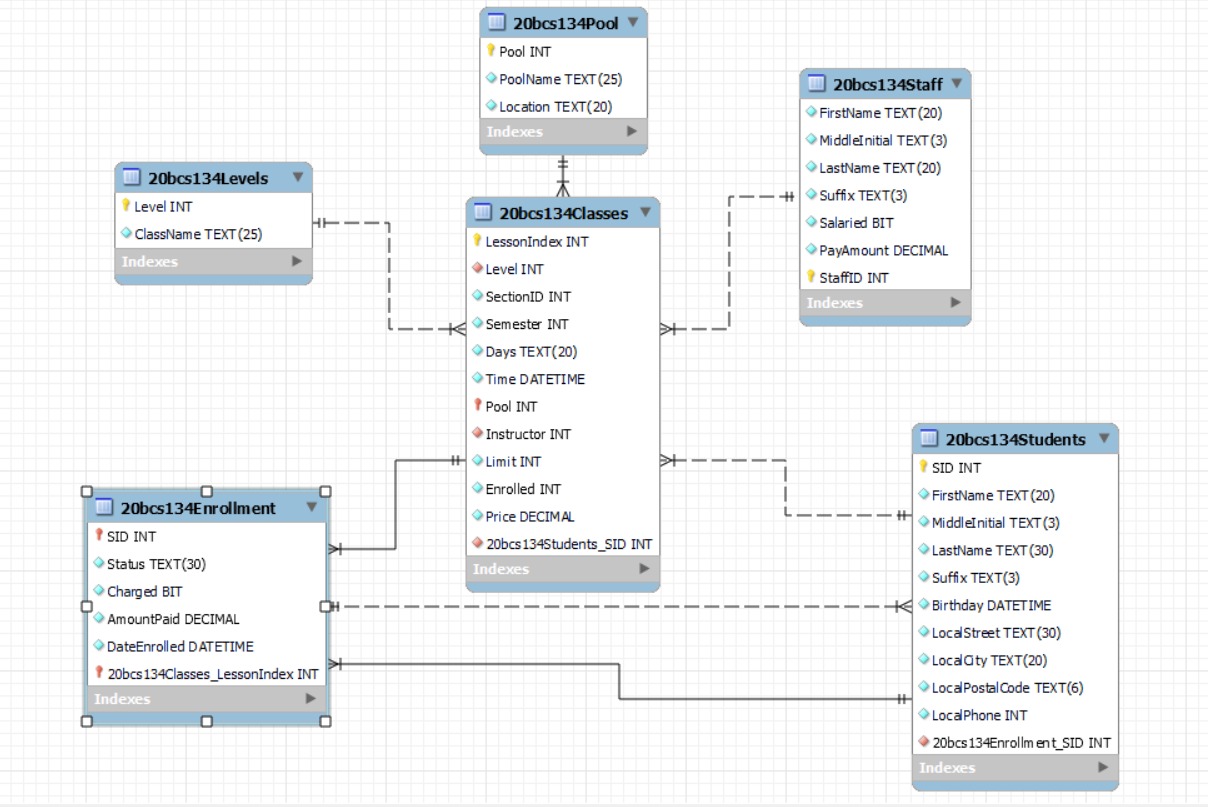 20bcs134Pool
Pool INT
PoolName TEXT(25)
Location TEXT(20)
Indexes
20bcs134Staff
FirstName TEXT(20)
MiddleInitial TEXT(3)
LastName TEXT(20)
Suffix TEXT(3)
Salaried BIT
PayAmount DECIMAL
StaffID INT
Indexes
20bcs134Levels
Level INT
ClassName TEXT(25)
Indexes
20bcs134Classes
LessonIndex INT
Level INT
SectionID INT
Semester INT
Days TEXT(20)
Time DATETIME
Pool INT
Instructor INT
Limit INT
Enrolled INT
Price DECIMAL
20bcs134Students_SID INT
Indexes
20bcs134Enrollment
SID INT
Status TEXT(30)
Charged BIT
AmountPaid DECIMAL
DateEnrolled DATETIME
20bcs134Classes_LessonIndex INT
Indexes
20bcs134Students
SID INT
FirstName TEXT(20)
MiddleInitial TEXT(3)
LastName TEXT(30)
Suffix TEXT(3)
Birthday DATETIME
LocalStreet TEXT(30)
LocalCity TEXT(20)
LocalPostalCode TEXT(6)
LocalPhone INT
20bcs134Enrollment_SID INT
Indexes